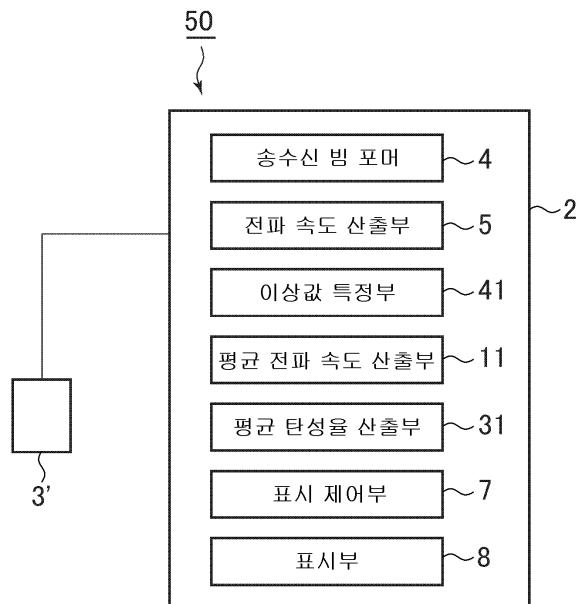 50
송수신 빔 포머 4
2
전파 속도 산출부 5
이상값 특정부 41
평균 전파 속도 산출부 11
평균 탄성율 산출부 31
3'
표시 제어부 7
표시부 8